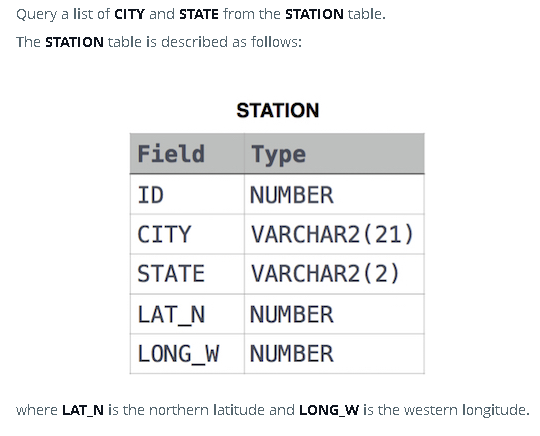 Query a list of CITY and STATE from the STATION table.
The STATION table is described as follows:
STATION
Field Type
ID NUMBER
CITY VARCHAR2(21)
STATE VARCHAR2(2)
LAT_N NUMBER
LONG_W NUMBER
where LAT_N is the northern latitude and LONG_W is the western longitude.